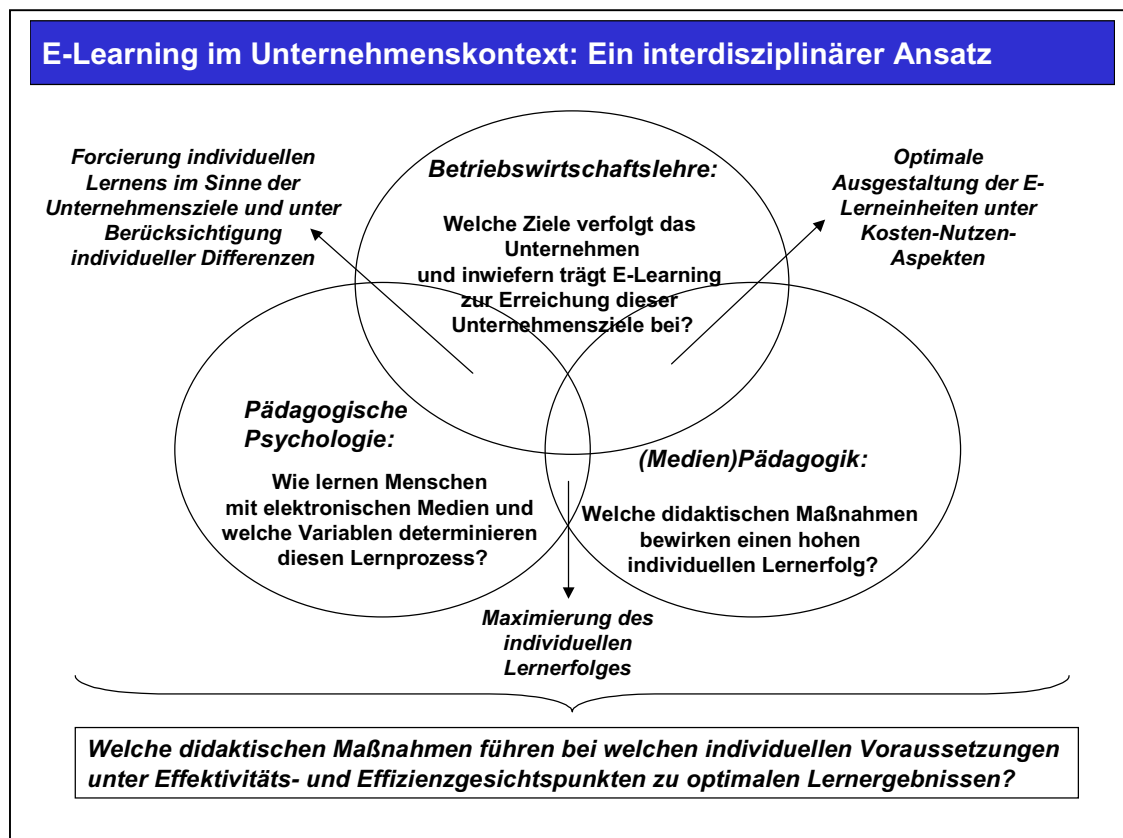 E-Learning im Unternehmenskontext: Ein interdisziplinärer Ansatz
Forcierung individuellen
Lernens im Sinne der
Unternehmensziele und unter
Berücksichtigung
individueller Differenzen
Betriebswirtschaftslehre:
Welche Ziele verfolgt das
Unternehmen
und inwiefern trägt E-Learning
zur Erreichung dieser
Unternehmensziele bei?
Optimale
Ausgestaltung der E-
Lerneinheiten unter
Kosten-Nutzen-
Aspekten
Pädagogische
Psychologie:
Wie lernen Menschen
mit elektronischen Medien und
welche Variablen determinieren
diesen Lernprozess?
(Medien)Pädagogik:
Welche didaktischen Maßnahmen
bewirken einen hohen
individuellen Lernerfolg?
Maximierung des
individuellen
Lernerfolges
Welche didaktischen Maßnahmen führen bei welchen individuellen Voraussetzungen
unter Effektivitäts- und Effizienzgesichtspunkten zu optimalen Lernergebnissen?